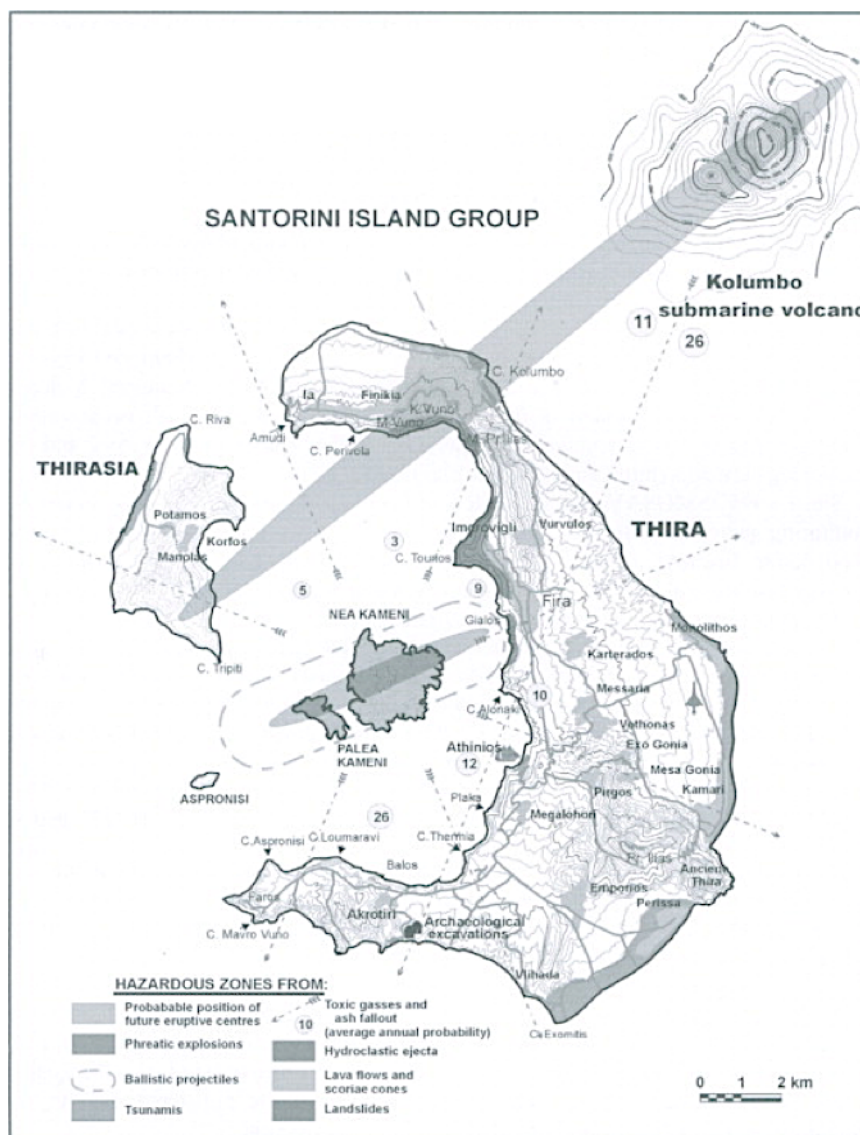 SANTORINI ISLAND GROUP
Kolumbo
submarine volcano
11
26
C. Kolumbo
Ia
Finikia
K.Vuno
M.Vuno
C. Riva
Amudi
C. Perivola
THIRASIA
Potamos
Korfos
Manolas
Imerovigli
Vurvulos
THIRA
3
C. Tourlos
5
9
NEA KAMENI
Gialos
Fira
Monolithos
C. Tripiti
Karterados
Messaria
10
C.Alonaki
Vothonas
Athinios
Exo Gonia
PALEA
KAMENI
12
Mesa Gonia
Kamari
ASPRONISI
Plaka
Pirgos
26
Megalohori
C.Aspronisi
C.Loumaravi
C.Thermia
Balos
Pr. Ilias
Ancient
Thira
Faros
Emporios
Perissa
Akrotiri
Archaeological
excavations
C. Mavro Vuno
Vlihada
C. Exomitis
HAZARDOUS ZONES FROM:
Probabable position of
future eruptive centres
Phreatic explosions
Ballistic projectiles
Tsunamis
Toxic gasses and
ash fallout
10
(average annual probability)
Hydroclastic ejecta
Lava flows and
scoriae cones
Landslides
0 1 2 km